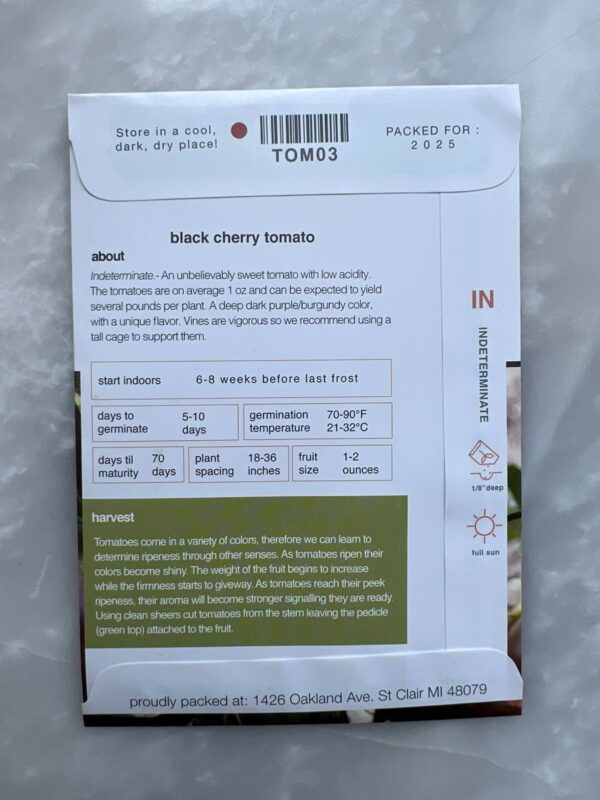 Store in a cool,
dark, dry place!
TOM03
PACKED FOR :
2025
black cherry tomato
about
Indeterminate.- An unbelievably sweet tomato with low acidity.
The tomatoes are on average 1 oz and can be expected to yield
several pounds per plant. A deep dark purple/burgundy color,
with a unique flavor. Vines are vigorous so we recommend using a
tall cage to support them.
start indoors 6-8 weeks before last frost
days to
germinate
5-10
days
germination
temperature
70-90°F
21-32°C
days til
maturity
70
days
plant
spacing
18-36
inches
fruit
size
1-2
ounces
IN
INDETERMINATE
1/8"deep
full sun
harvest
Tomatoes come in a variety of colors, therefore we can learn to
determine ripeness through other senses. As tomatoes ripen their
colors become shiny. The weight of the fruit begins to increase
while the firmness starts to giveway. As tomatoes reach their peek
ripeness, their aroma will become stronger signalling they are ready.
Using clean sheers cut tomatoes from the stem leaving the pedicle
(green top) attached to the fruit.
proudly packed at: 1426 Oakland Ave. St Clair MI 48079